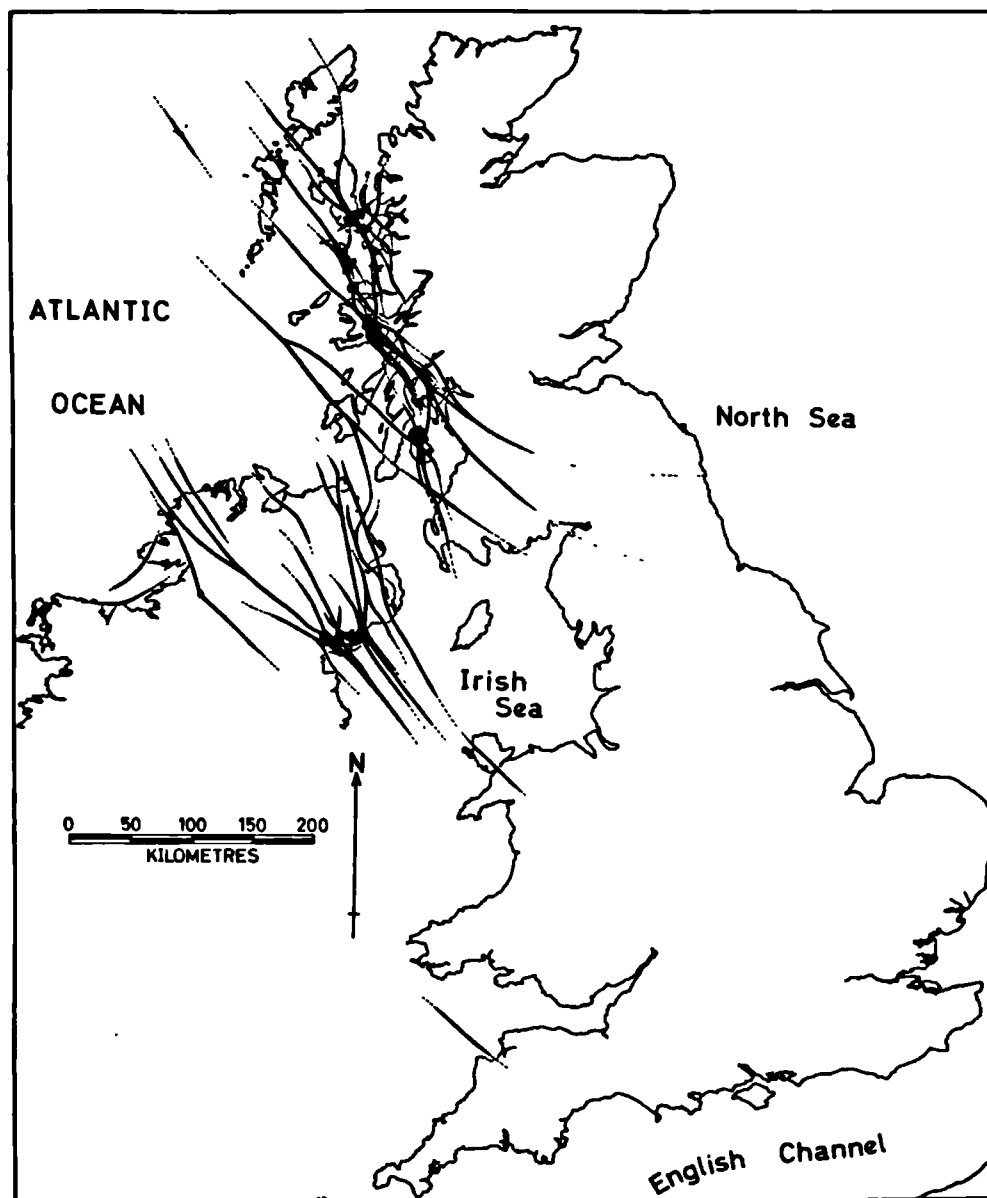 ATLANTIC
OCEAN
North Sea
Irish
Sea
N
0 50 100 150 200
KILOMETRES
English Channel